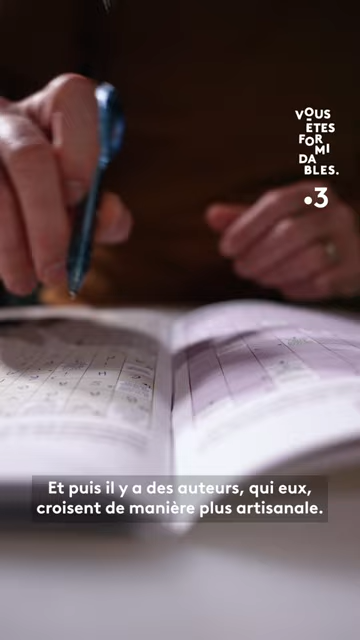 VOUS
ÊTES
FOR
MI
DA
BLES.
•3
Et puis il y a des auteurs, qui eux,
croisent de manière plus artisanale.